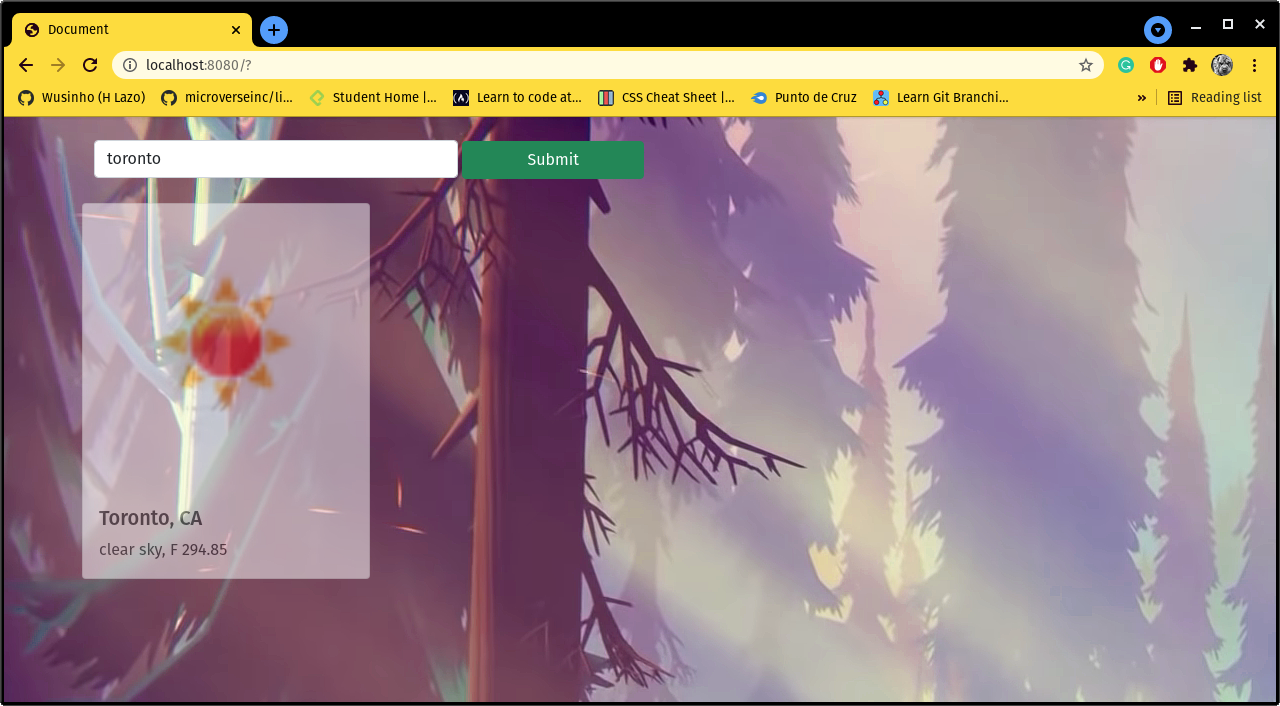 Document
localhost:8080/?
Wusinho (H Lazo) microverseinc/li... Student Home |... Learn to code at... CSS Cheat Sheet |... Punto de Cruz Learn Git Branchi... » Reading list
toronto Submit
Toronto, CA
clear sky, F 294.85